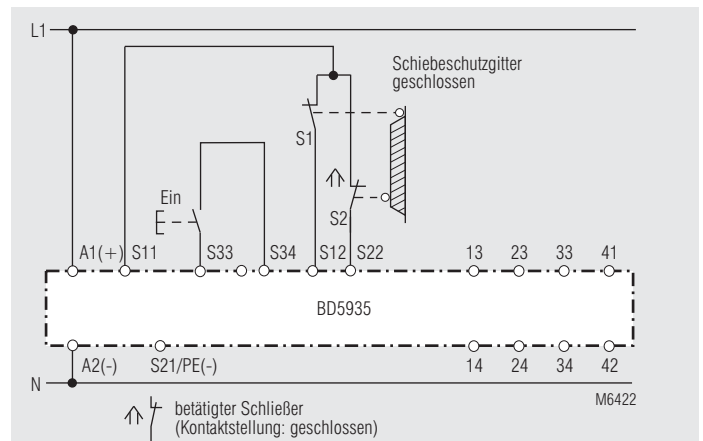 L1
Schiebeschutzgitter
geschlossen
S1
Ein
S2
A1(+) S11 S33 S34 S12 S22 13 23 33 41
BD5935
A2(-) S21/PE(-) 14 24 34 42
N
M6422
betätigter Schließer
(Kontaktstellung: geschlossen)